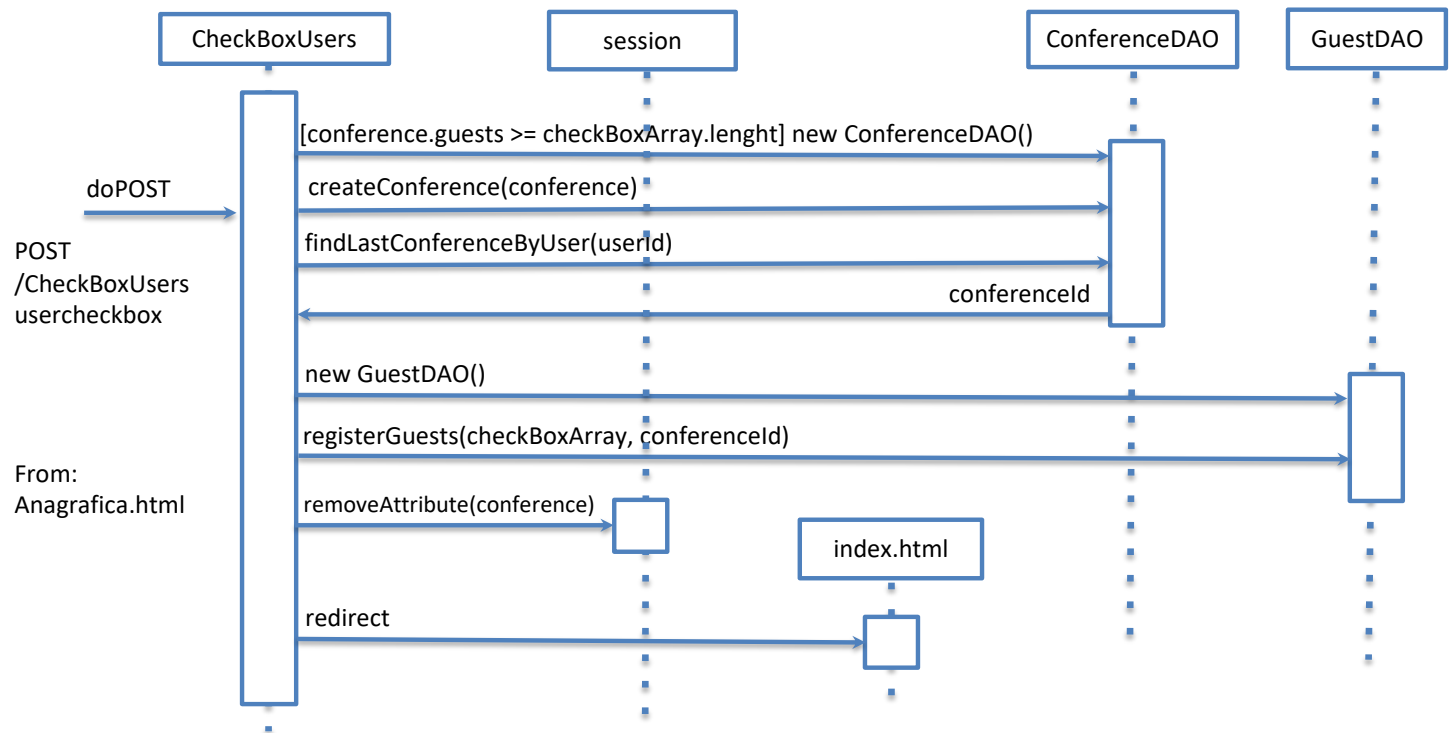 CheckBoxUsers
session
ConferenceDAO
GuestDAO
[conference.guests >= checkBoxArray.lenght] new ConferenceDAO()
doPOST
createConference(conference)
POST
/CheckBoxUsers
usercheckbox
findLastConferenceByUser(userId)
conferenceId
new GuestDAO()
registerGuests(checkBoxArray, conferenceId)
From:
Anagrafica.html
removeAttribute(conference)
index.html
redirect